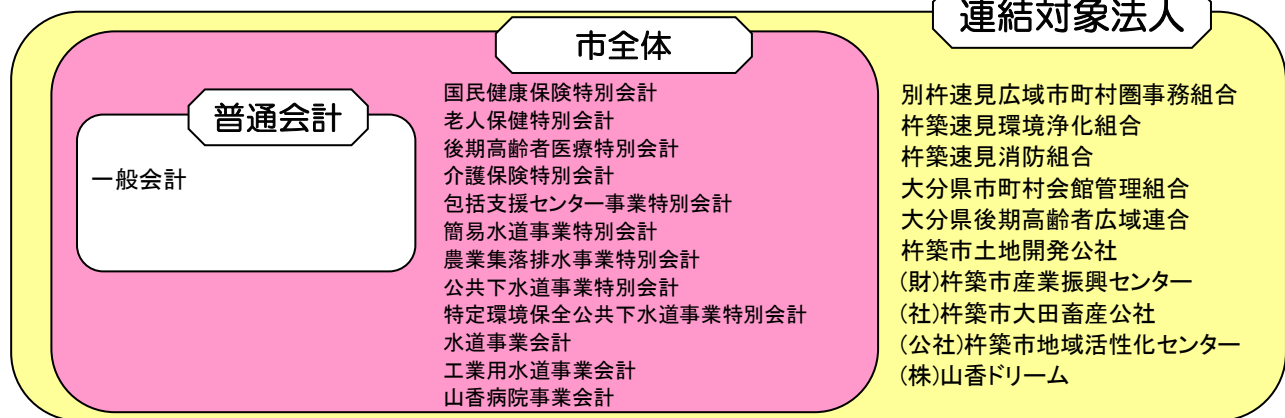 連結対象法人
市全体
普通会計
一般会計
国民健康保険特別会計
老人保健特別会計
後期高齢者医療特別会計
介護保険特別会計
包括支援センター事業特別会計
簡易水道事業特別会計
農業集落排水事業特別会計
公共下水道事業特別会計
特定環境保全公共下水道事業特別会計
水道事業会計
工業用水道事業会計
山香病院事業会計
別杵速見広域市町村圏事務組合
杵築速見環境浄化組合
杵築速見消防組合
大分県市町村会館管理組合
大分県後期高齢者広域連合
杵築市土地開発公社
(財)杵築市産業振興センター
(社)杵築市大田畜産公社
(公社)杵築市地域活性化センター
(株)山香ドリーム